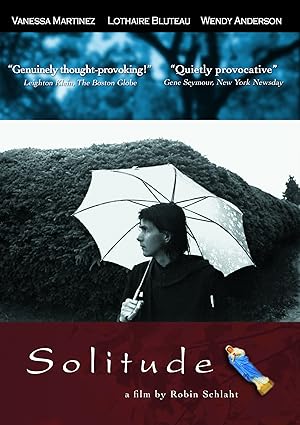 VANESSA MARTINEZ LOTHAIRE BLUTEAU WENDY ANDERSON
“Genuinely thought-provoking!”
Leighton Klein, The Boston Globe
“Quietly provocative”
Gene Seymour, New York Newsday
Solitude
a film by Robin Schlaht